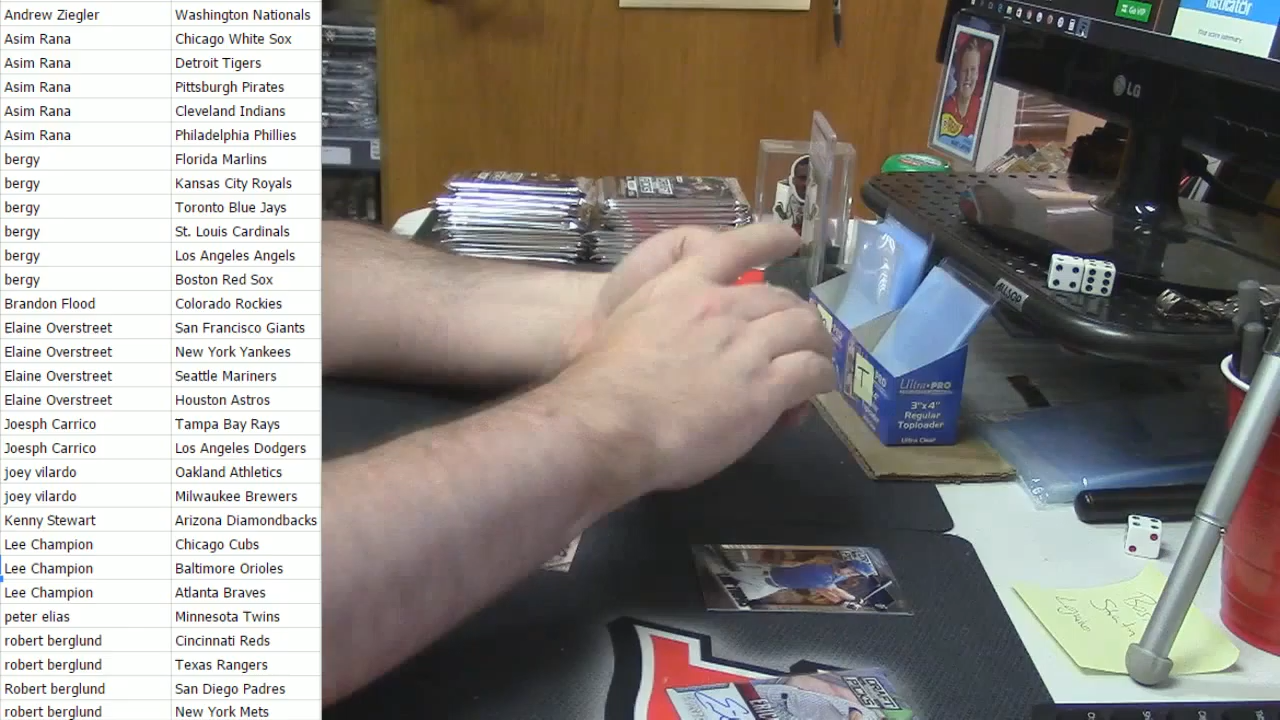 Andrew Ziegler Washington Nationals
Asim Rana Chicago White Sox
Asim Rana Detroit Tigers
Asim Rana Pittsburgh Pirates
Asim Rana Cleveland Indians
Asim Rana Philadelphia Phillies
bergy Florida Marlins
bergy Kansas City Royals
bergy Toronto Blue Jays
bergy St. Louis Cardinals
bergy Los Angeles Angels
bergy Boston Red Sox
Brandon Flood Colorado Rockies
Elaine Overstreet San Francisco Giants
Elaine Overstreet New York Yankees
Elaine Overstreet Seattle Mariners
Elaine Overstreet Houston Astros
Joesph Carrico Tampa Bay Rays
Joesph Carrico Los Angeles Dodgers
joey vilardo Oakland Athletics
joey vilardo Milwaukee Brewers
Kenny Stewart Arizona Diamondbacks
Lee Champion Chicago Cubs
Lee Champion Baltimore Orioles
Lee Champion Atlanta Braves
peter elias Minnesota Twins
robert berglund Cincinnati Reds
robert berglund Texas Rangers
Robert berglund San Diego Padres
robert berglund New York Mets
Go VIP
LG
ALLSOP
T
Ultra PRO
3"x4"
Regular
Toploader
Ultra Clear